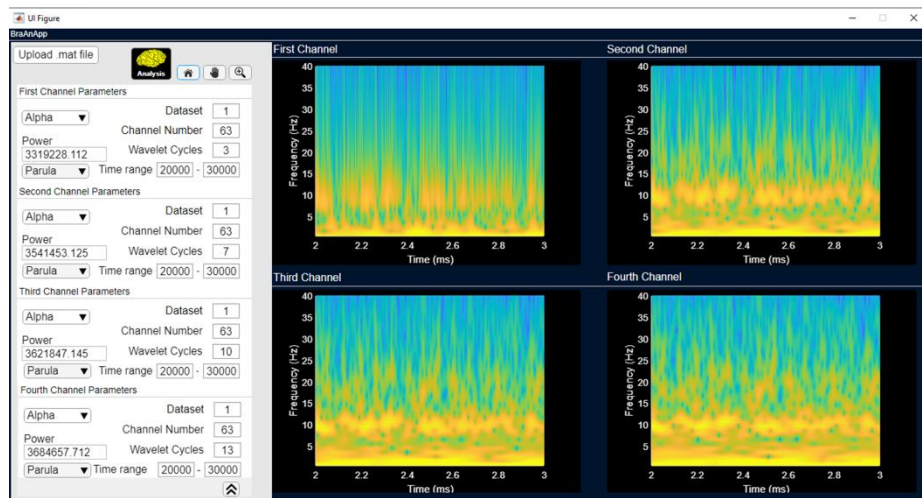 UI Figure
BraAnApp
Upload .mat file
Analysis
First Channel Parameters
Alpha
Dataset 1
Channel Number 63
Power
3319228.112
Wavelet Cycles 3
Parula
Time range 20000 - 30000
Second Channel Parameters
Alpha
Dataset 1
Channel Number 63
Power
3541453.125
Wavelet Cycles 7
Parula
Time range 20000 - 30000
Third Channel Parameters
Alpha
Dataset 1
Channel Number 63
Power
3621847.145
Wavelet Cycles 10
Parula
Time range 20000 - 30000
Fourth Channel Parameters
Alpha
Dataset 1
Channel Number 63
Power
3684657.712
Wavelet Cycles 13
Parula
Time range 20000 - 30000
First Channel
Frequency (Hz)
40
35
30
25
20
15
10
5
2 2.2 2.4 2.6 2.8 3
Time (ms)
Second Channel
Frequency (Hz)
40
35
30
25
20
15
10
5
2 2.2 2.4 2.6 2.8 3
Time (ms)
Third Channel
Frequency (Hz)
40
35
30
25
20
15
10
5
2 2.2 2.4 2.6 2.8 3
Time (ms)
Fourth Channel
Frequency (Hz)
40
35
30
25
20
15
10
5
2 2.2 2.4 2.6 2.8 3
Time (ms)